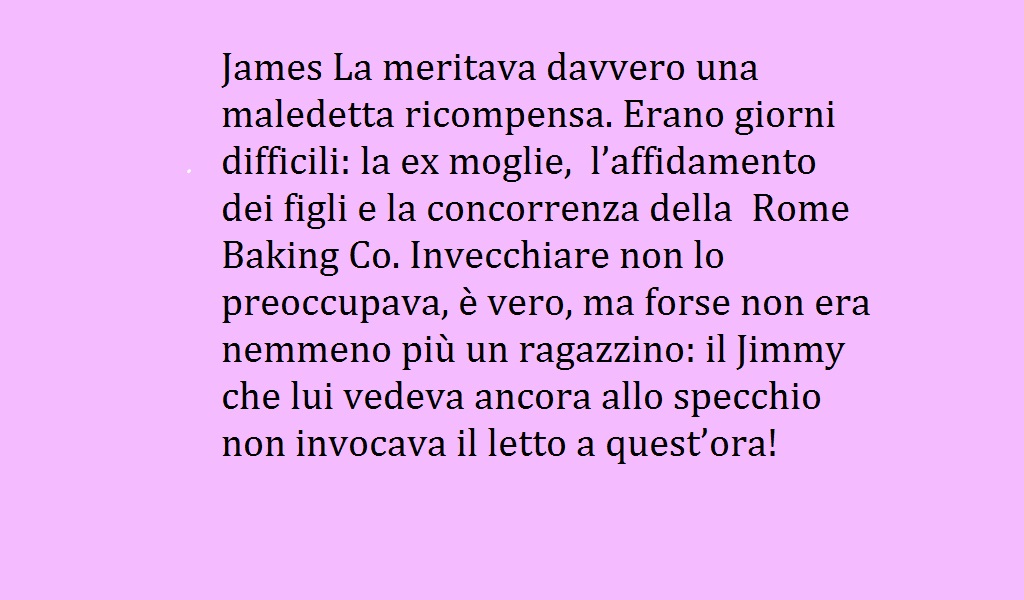 James La meritava davvero una
maledetta ricompensa. Erano giorni
difficili: la ex moglie,  l’affidamento
dei figli e la concorrenza della  Rome
Baking Co. Invecchiare non lo
preoccupava, è vero, ma forse non era
nemmeno più un ragazzino: il Jimmy
che lui vedeva ancora allo specchio
non invocava il letto a quest’ora!